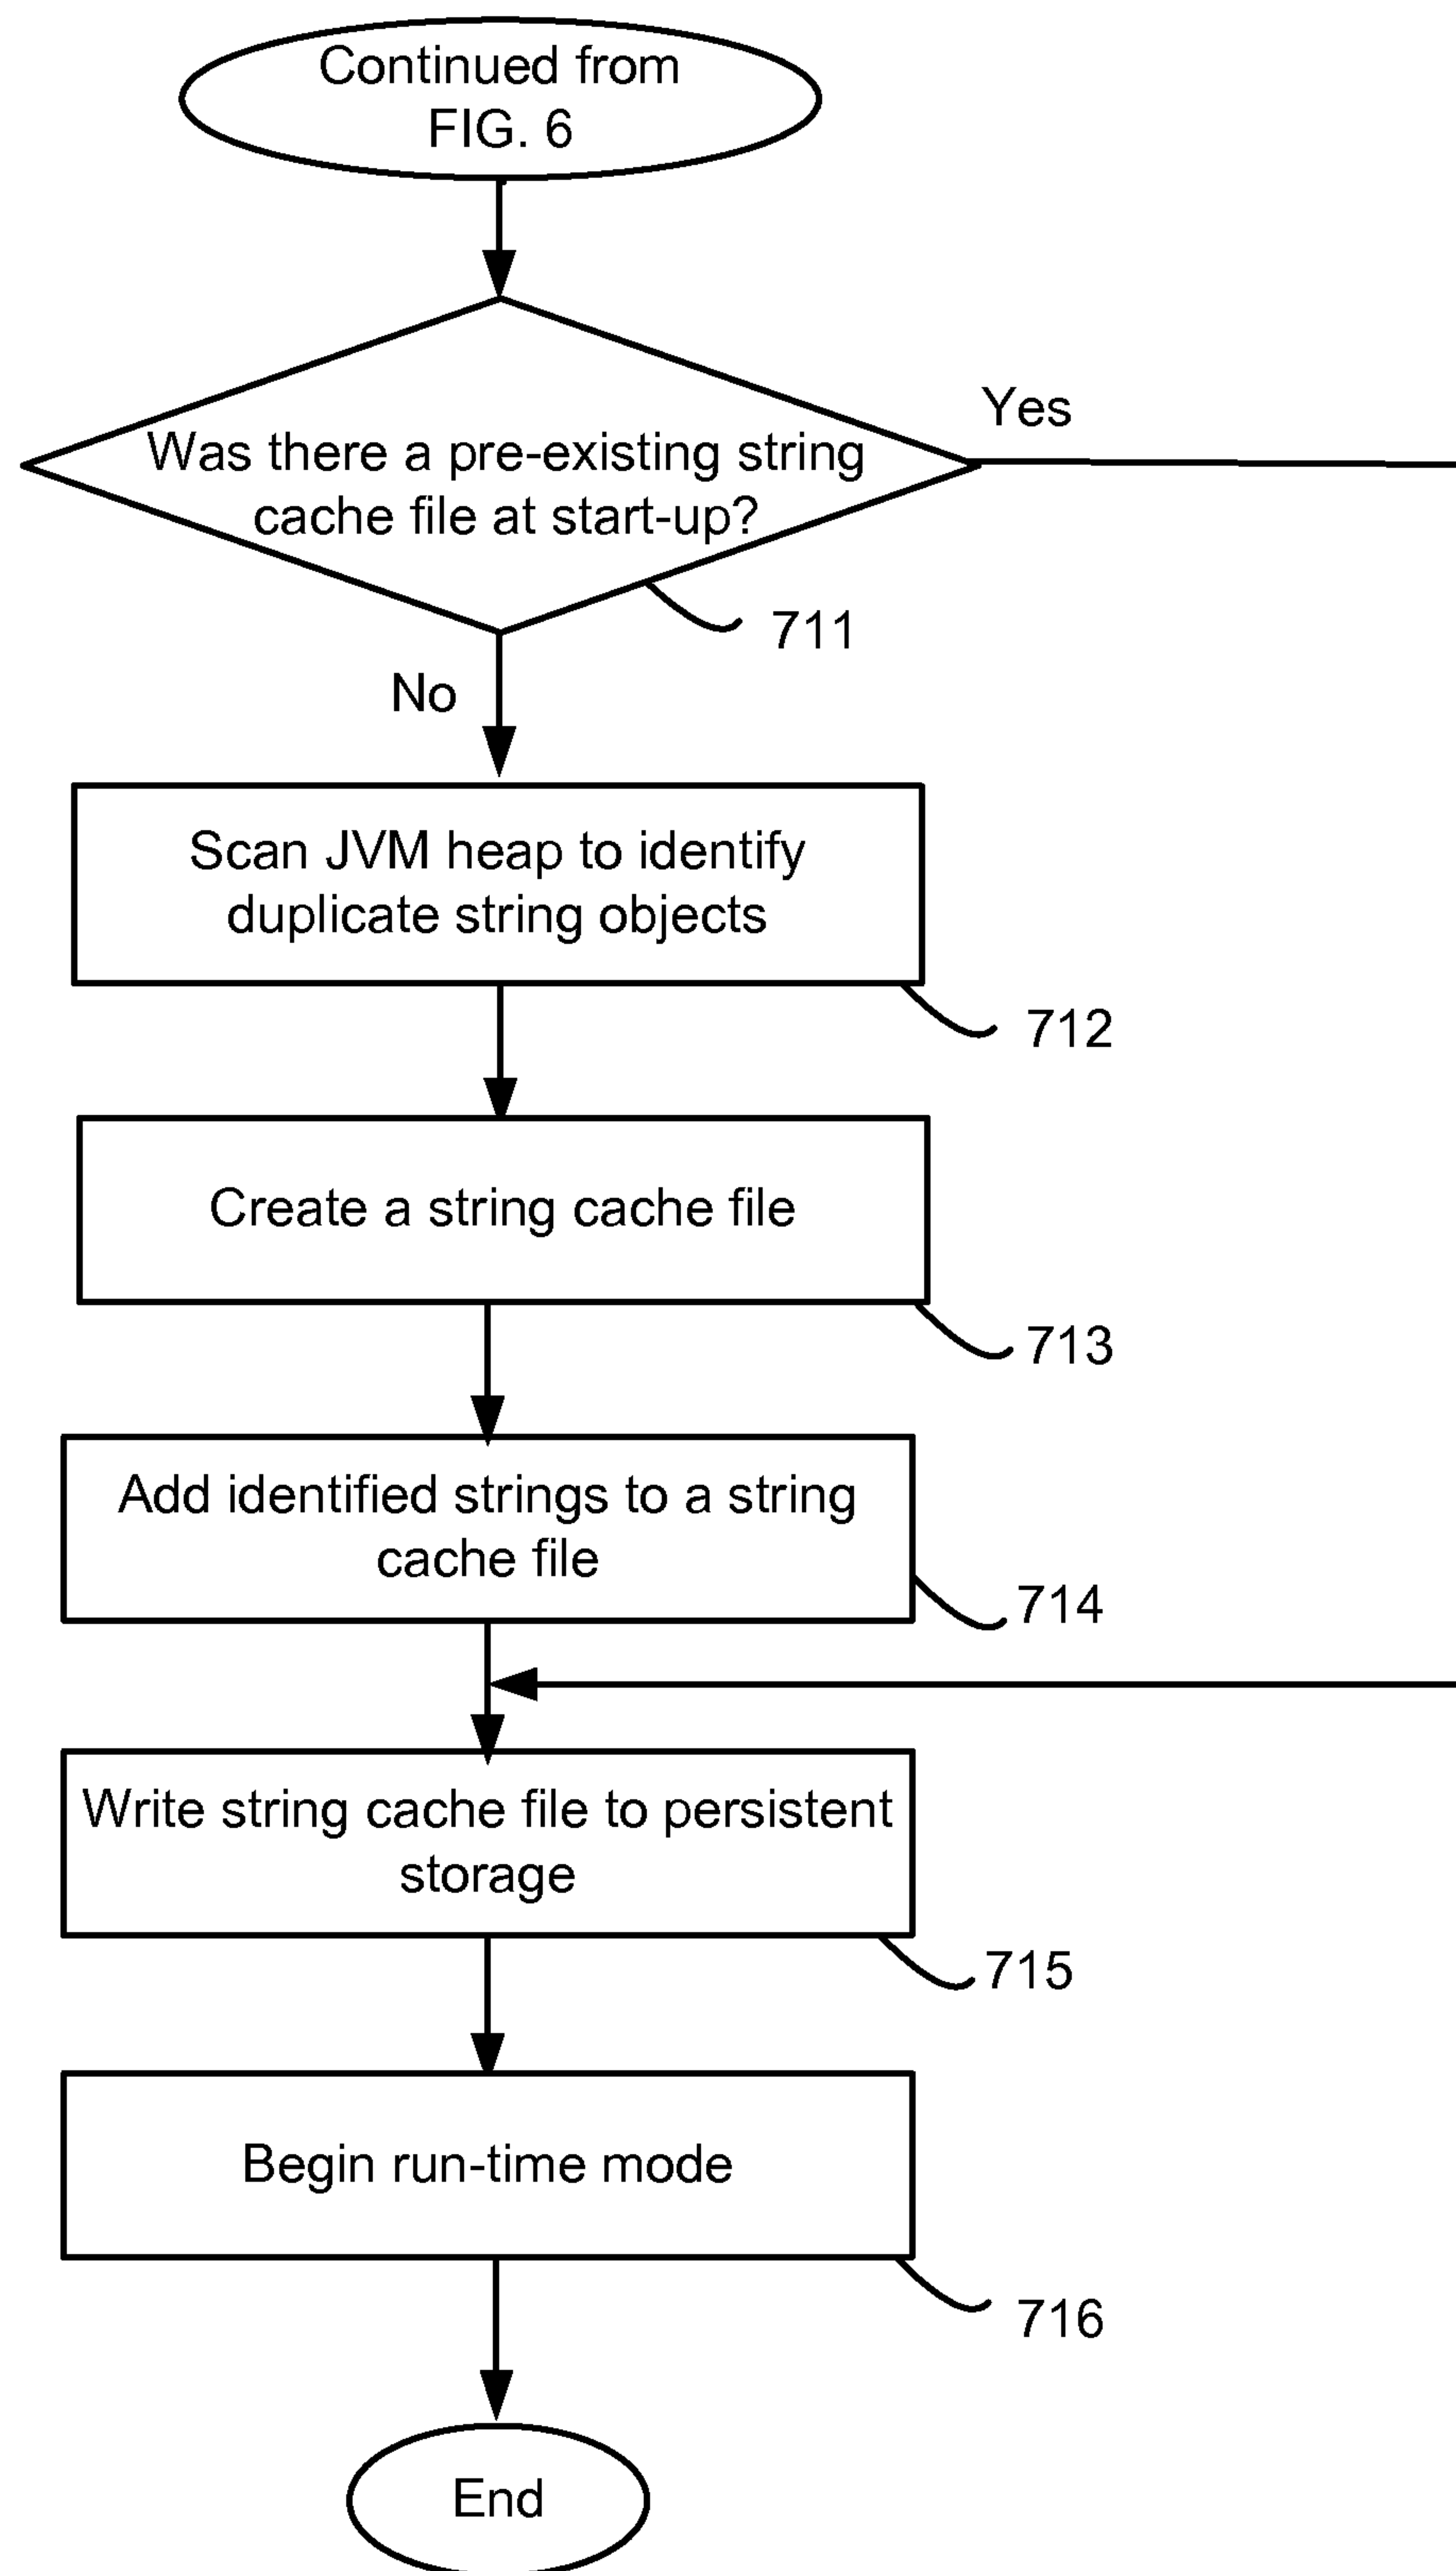 Continued from
FIG. 6
Was there a pre-existing string
cache file at start-up?
Yes
711
No
Scan JVM heap to identify
duplicate string objects
712
Create a string cache file
713
Add identified strings to a string
cache file
714
Write string cache file to persistent
storage
715
Begin run-time mode
716
End